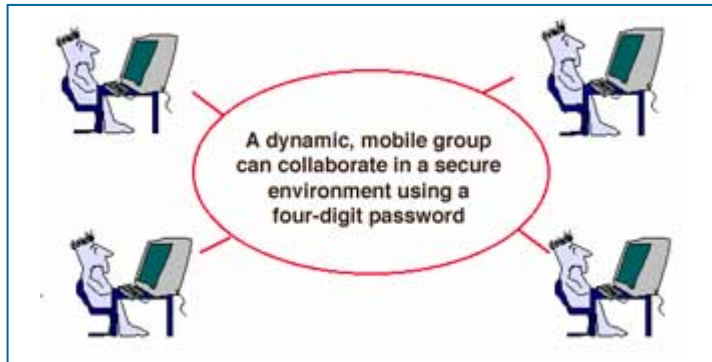 A dynamic, mobile group
can collaborate in a secure
environment using a
four-digit password